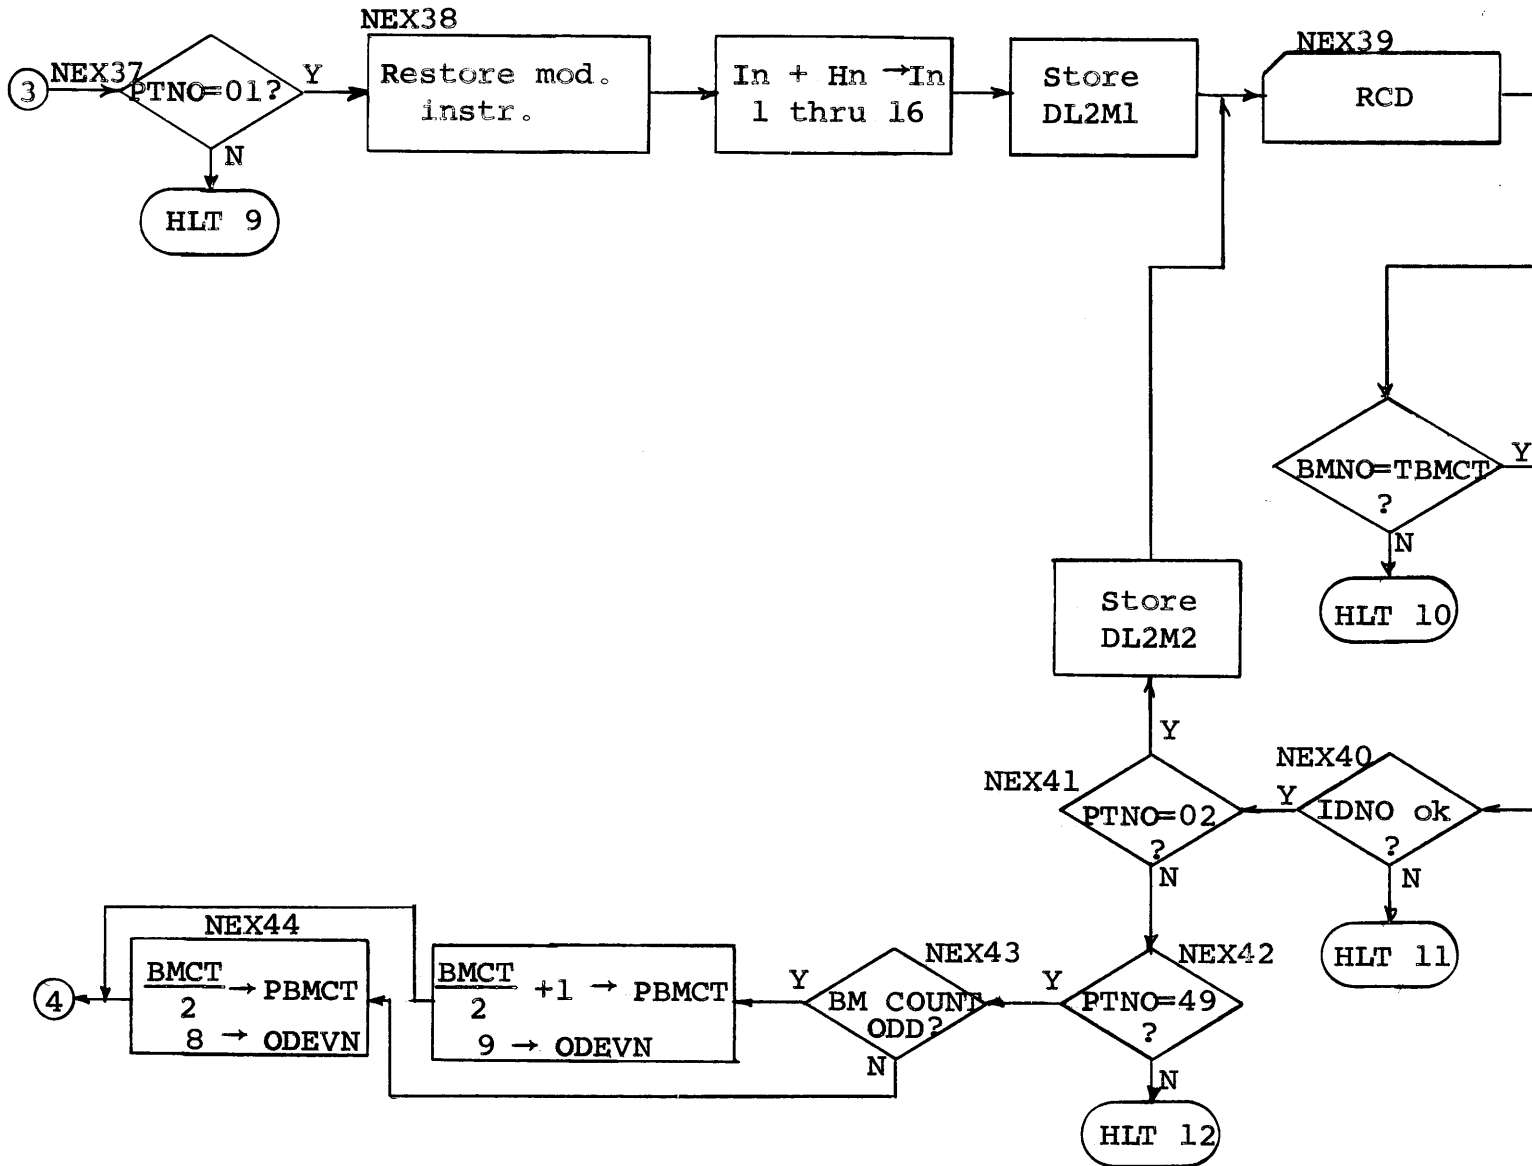 3
NEX37
PTNO=01?
Y
N
HLT 9
NEX38
Restore mod.
instr.
In + Hn →In
1 thru 16
Store
DL2M1
NEX39
RCD
BMNO=TBMCT
?
Y
N
HLT 10
Store
DL2M2
Y
NEX41
PTNO=02
?
N
NEX40
Y
IDNO ok
?
N
HLT 11
NEX42
PTNO=49
?
Y
N
HLT 12
NEX43
BM COUNT
ODD?
Y
N
BMCT
2
+1 → PBMCT
9 → ODEVN
NEX44
BMCT
2
→ PBMCT
8 → ODEVN
4